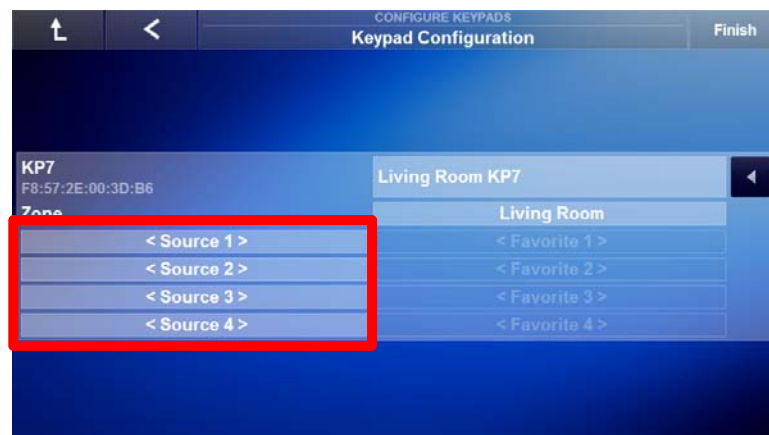 CONFIGURE KEYPADS
Keypad Configuration
Finish
KP7
F8:57:2E:00:3D:B6
Living Room KP7
Zone
Living Room
< Source 1 >
< Favorite 1 >
< Source 2 >
< Favorite 2 >
< Source 3 >
< Favorite 3 >
< Source 4 >
< Favorite 4 >